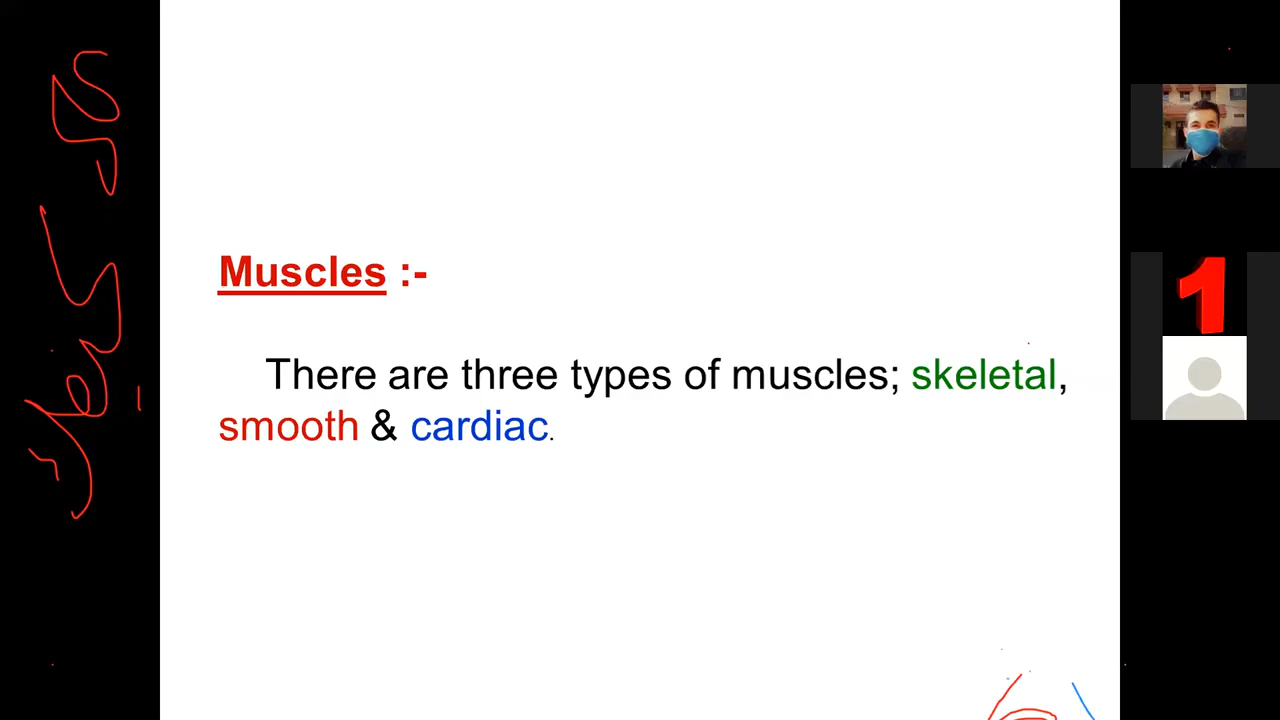 Muscles :-
There are three types of muscles; skeletal,
smooth & cardiac.
1